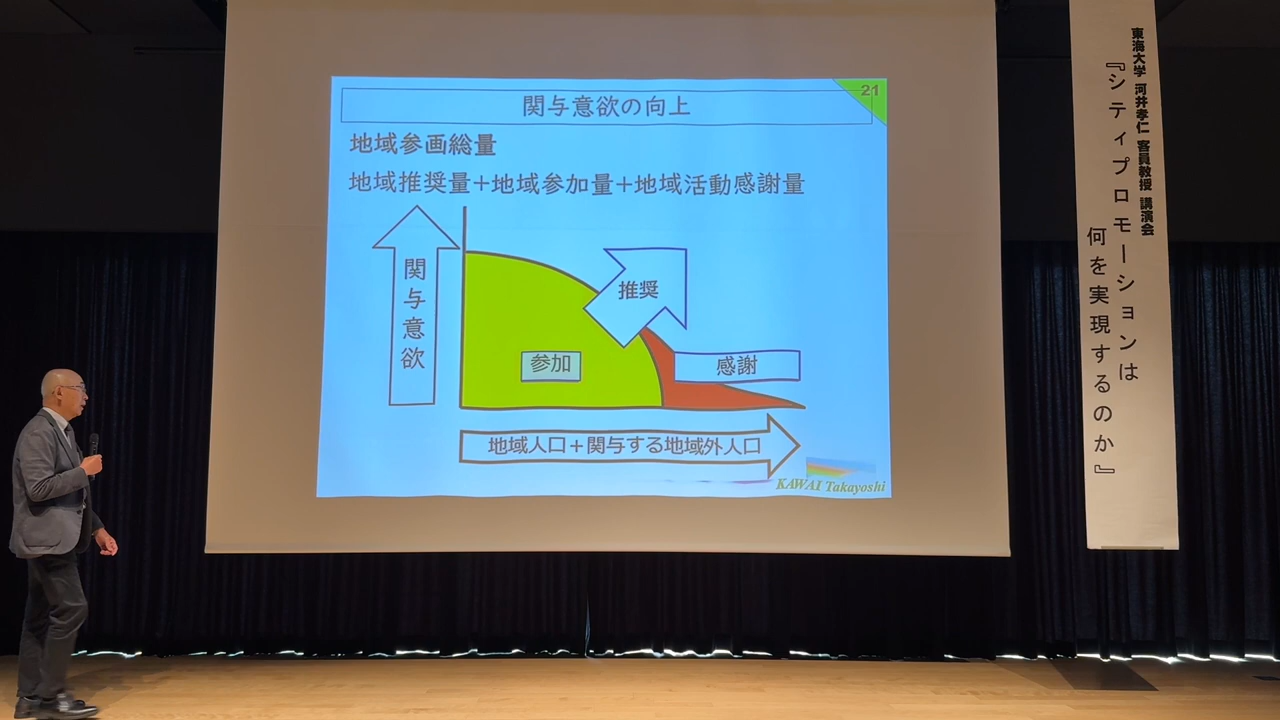 21
関与意欲の向上
地域参画総量
地域推奨量＋地域参加量＋地域活動感謝量
関与意欲
推奨
参加
感謝
地域人口＋関与する地域外人口
KAWAI Takayoshi
東海大学 河井孝仁 客員教授 講演会
『シティプロモーションは
何を実現するのか』